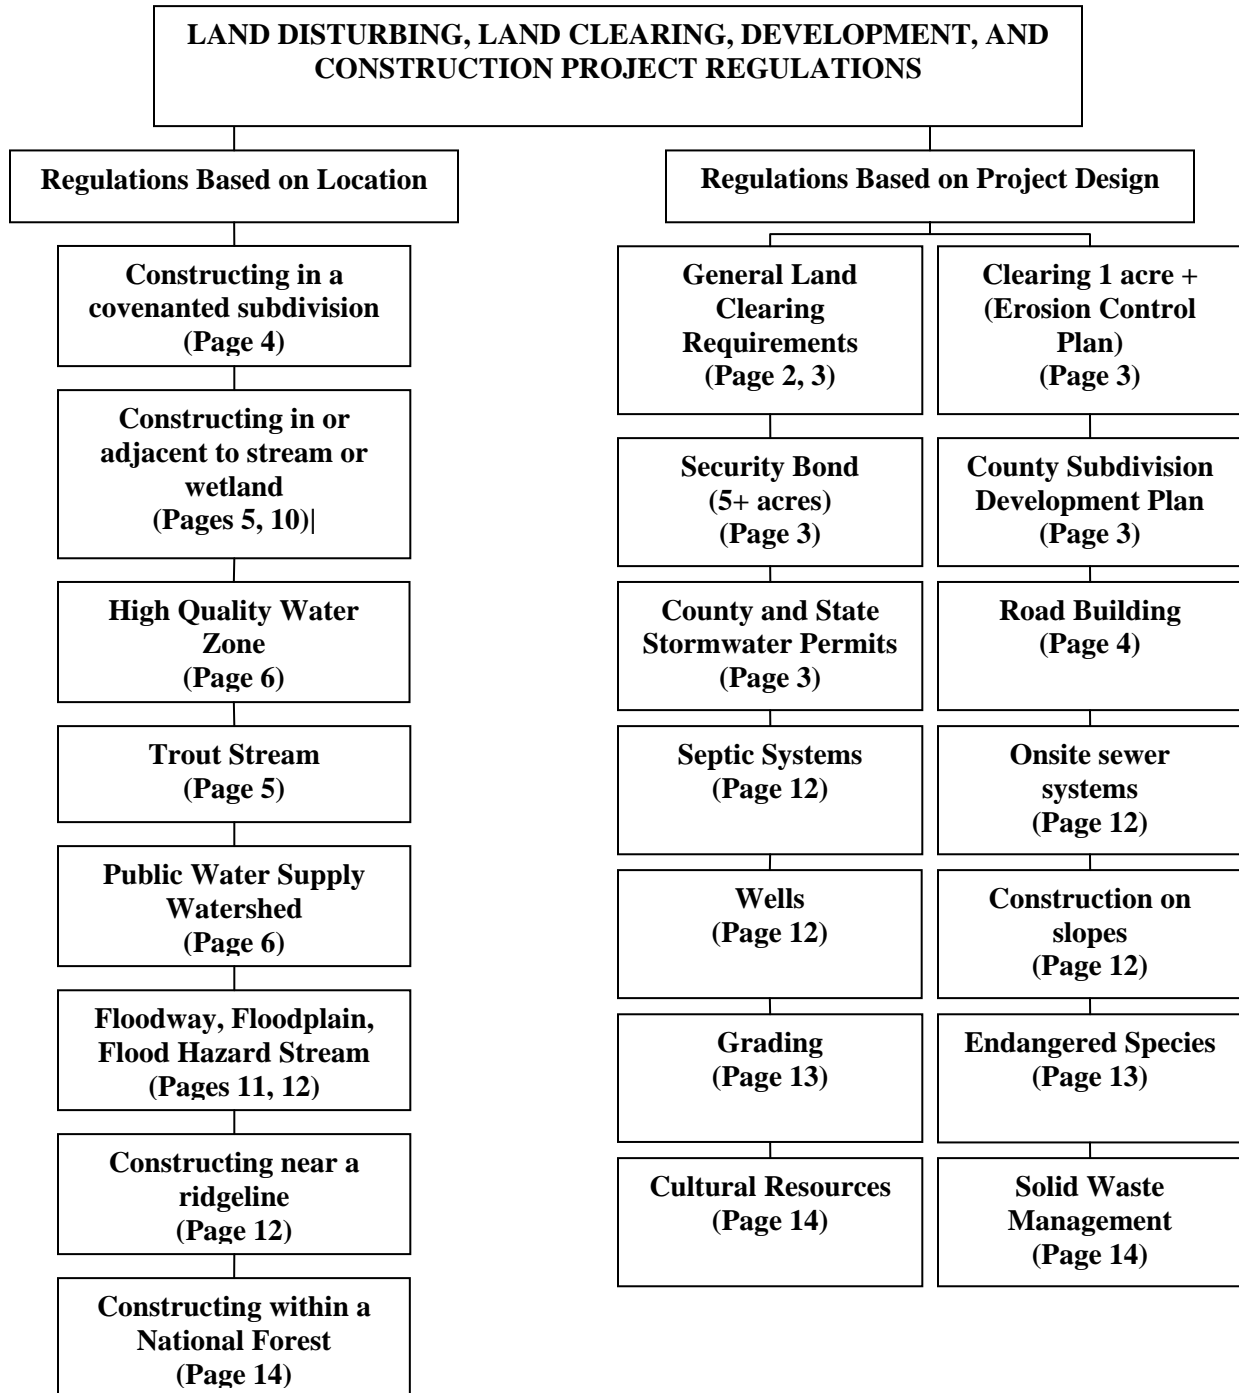 LAND DISTURBING, LAND CLEARING, DEVELOPMENT, AND
CONSTRUCTION PROJECT REGULATIONS
Regulations Based on Location
Constructing in a
covenanted subdivision
(Page 4)
Constructing in or
adjacent to stream or
wetland
(Pages 5, 10)|
High Quality Water
Zone
(Page 6)
Trout Stream
(Page 5)
Public Water Supply
Watershed
(Page 6)
Floodway, Floodplain,
Flood Hazard Stream
(Pages 11, 12)
Constructing near a
ridgeline
(Page 12)
Constructing within a
National Forest
(Page 14)
Regulations Based on Project Design
General Land
Clearing
Requirements
(Page 2, 3)
Clearing 1 acre +
(Erosion Control
Plan)
(Page 3)
Security Bond
(5+ acres)
(Page 3)
County Subdivision
Development Plan
(Page 3)
County and State
Stormwater Permits
(Page 3)
Road Building
(Page 4)
Septic Systems
(Page 12)
Onsite sewer
systems
(Page 12)
Wells
(Page 12)
Construction on
slopes
(Page 12)
Grading
(Page 13)
Endangered Species
(Page 13)
Cultural Resources
(Page 14)
Solid Waste
Management
(Page 14)